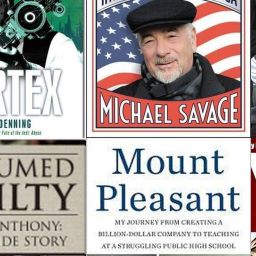 RTEX
DENNING
MICHAEL SAVAGE
UMED
ILTY
NTHONY:
DE STORY
Mount
Pleasant
MY JOURNEY FROM CREATING A
BILLION-DOLLAR COMPANY TO TEACHING
AT A STRUGGLING PUBLIC HIGH SCHOOL